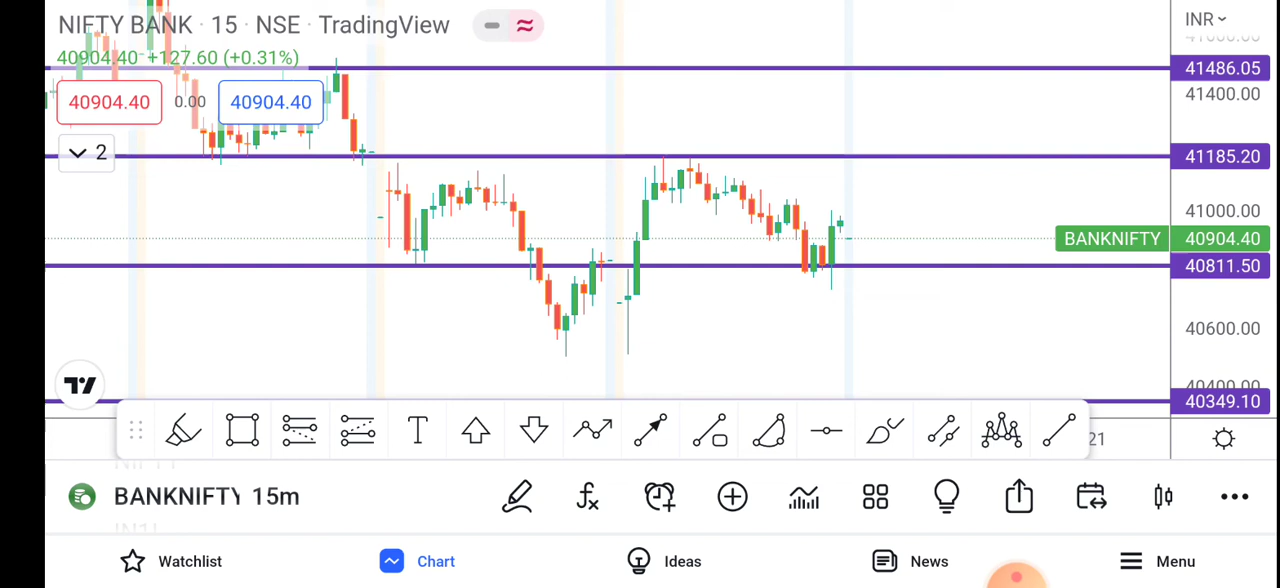 NIFTY BANK · 15 · NSE · TradingView
INR
40904.40 +127.60 (+0.31%)
41486.05
40904.40 0.00 40904.40
41400.00
2
41185.20
41000.00
BANKNIFTY 40904.40
40811.50
40600.00
40400.00
40349.10
T
21
BANKNIFTY 15m
Watchlist
Chart
Ideas
News
Menu